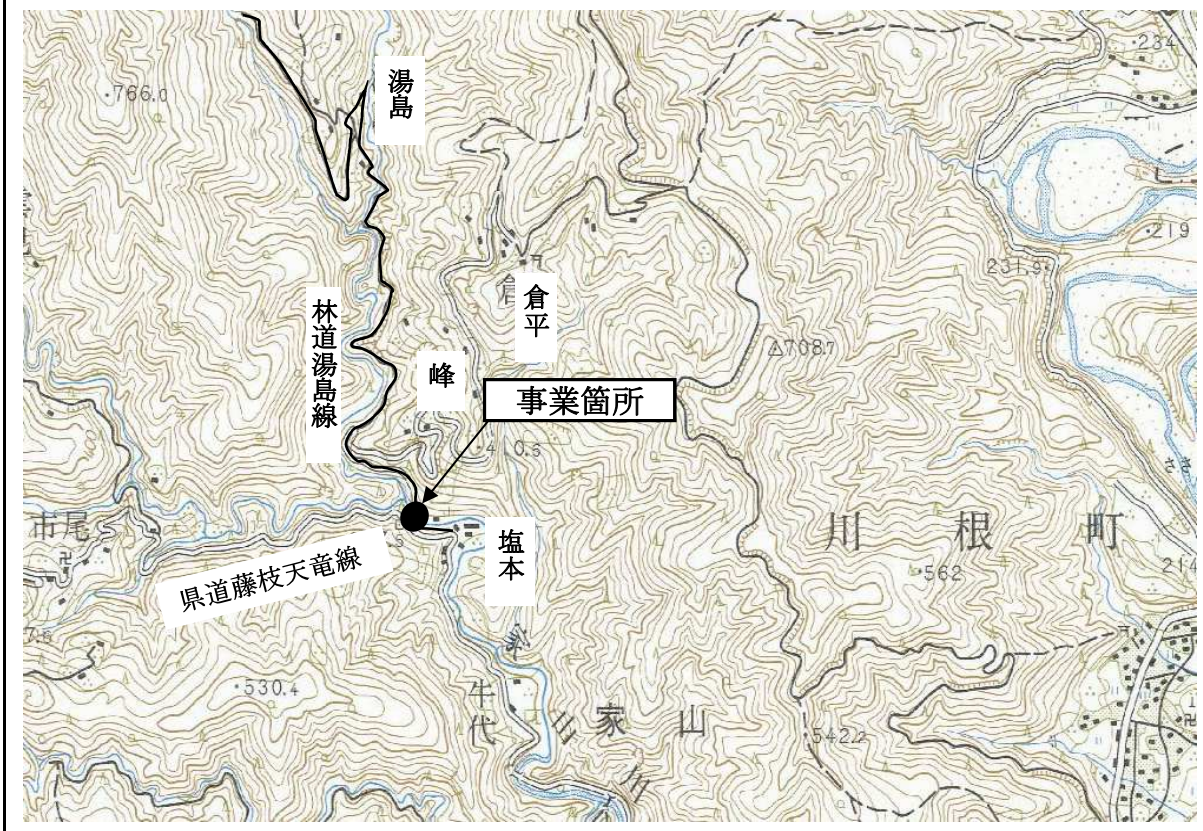 ・234
湯島
・766.0
・219
231.9
倉平
林道湯島線
△708.7
峰
事業箇所
・410.5
市尾
塩本
川根町
・562
214
県道藤枝天竜線
・530.4
牛代
家山
川
・542.2